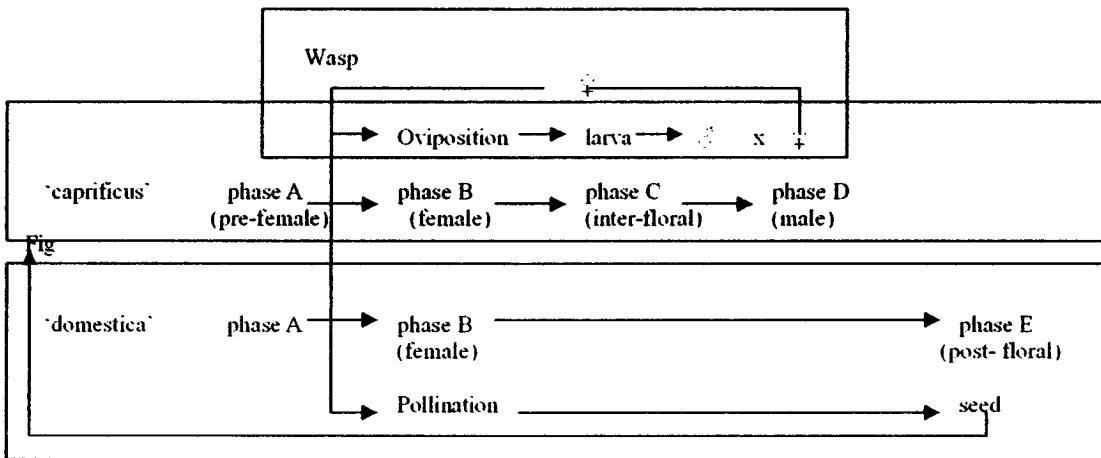 Wasp
♀
Oviposition larva ♂ x ♀
`caprificus` phase A phase B phase C phase D
(pre-female) (female) (inter-floral) (male)
Fig
`domestica` phase A phase B phase E
(female) (post- floral)
Pollination seed